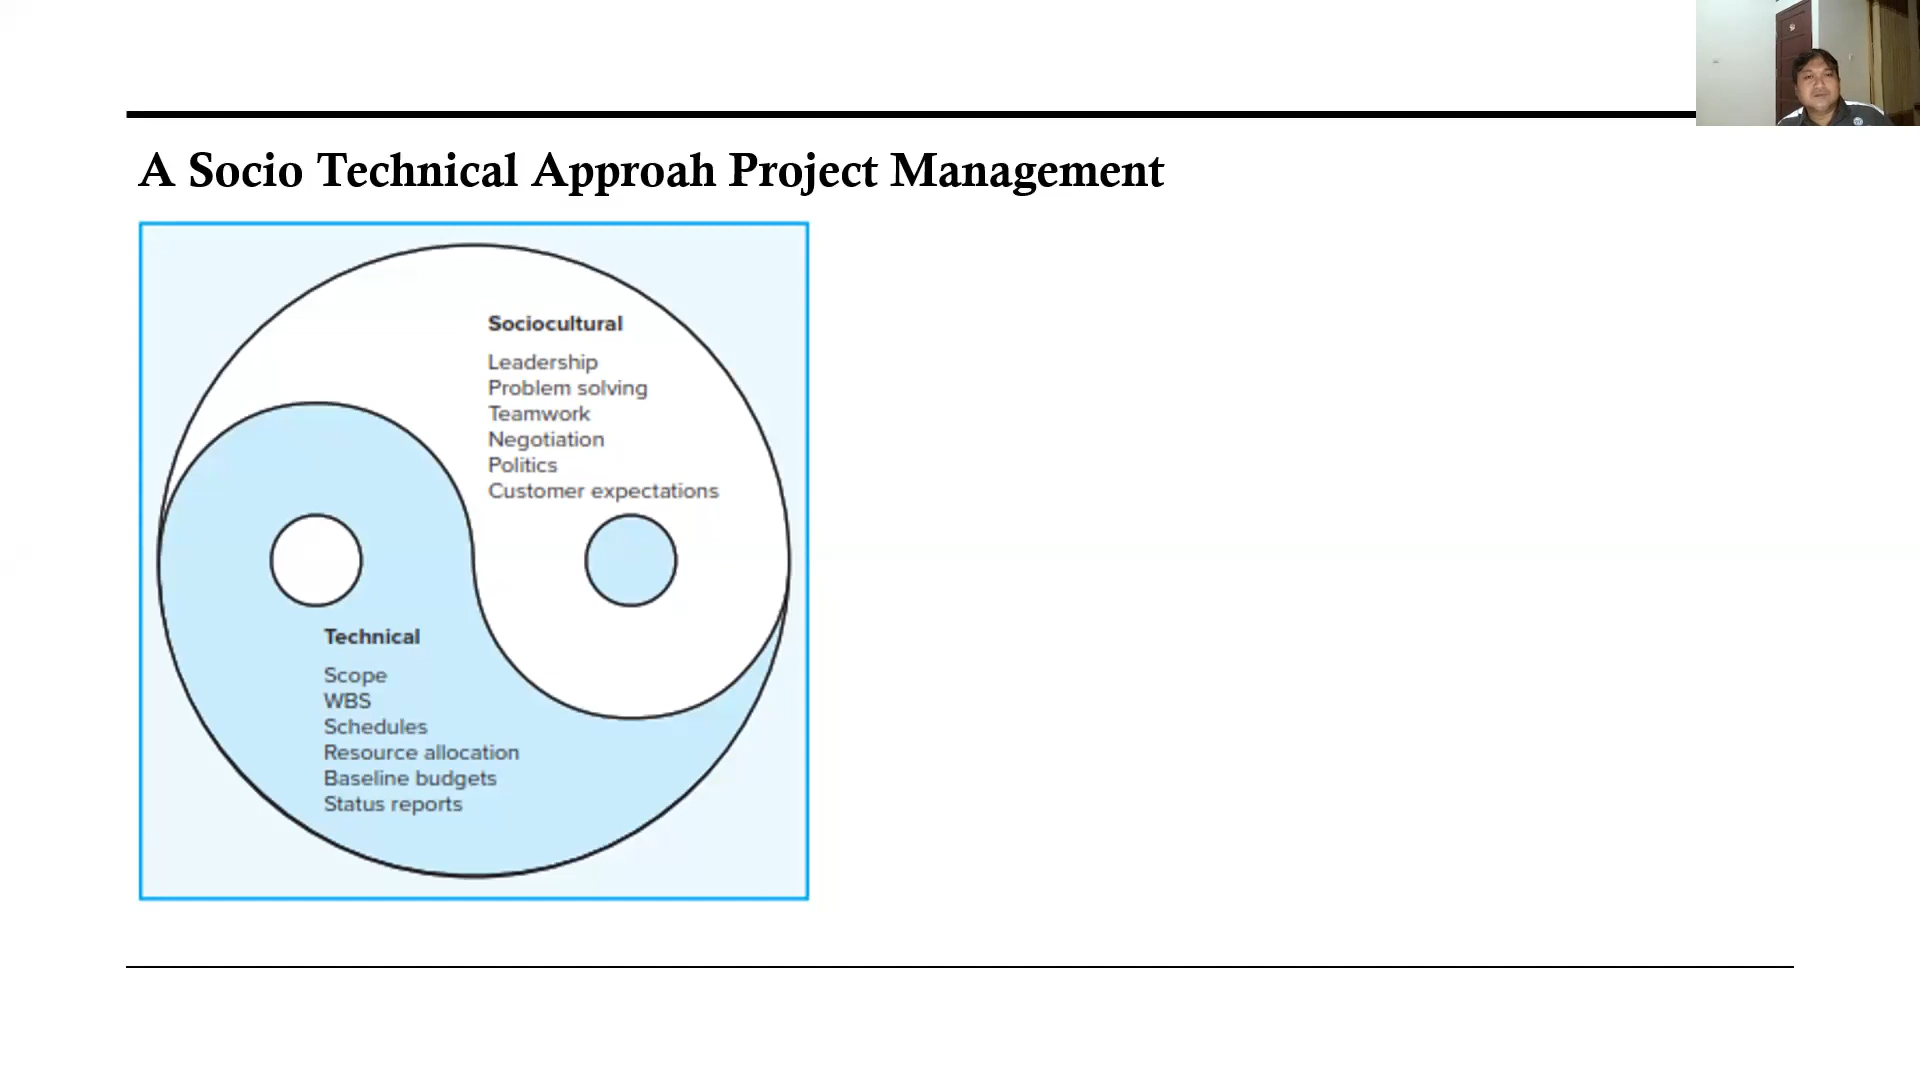 A Socio Technical Approah Project Management
Sociocultural
Leadership
Problem solving
Teamwork
Negotiation
Politics
Customer expectations
Technical
Scope
WBS
Schedules
Resource allocation
Baseline budgets
Status reports